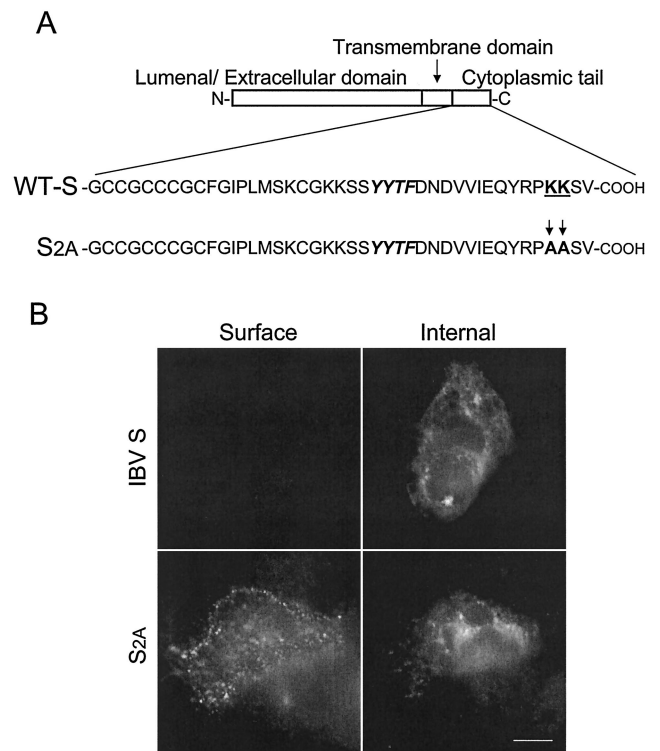 A
Transmembrane domain
Lumenal/ Extracellular domain Cytoplasmic tail
N- -C
WT-S -GCCGCCCGCFGIPLMSKCGKKSSYYTFDNDVVIEQYRPKKSV-COOH
S2A -GCCGCCCGCFGIPLMSKCGKKSSYYTFDNDVVIEQYRPAASV-COOH
B
Surface Internal
IBV S
S2A